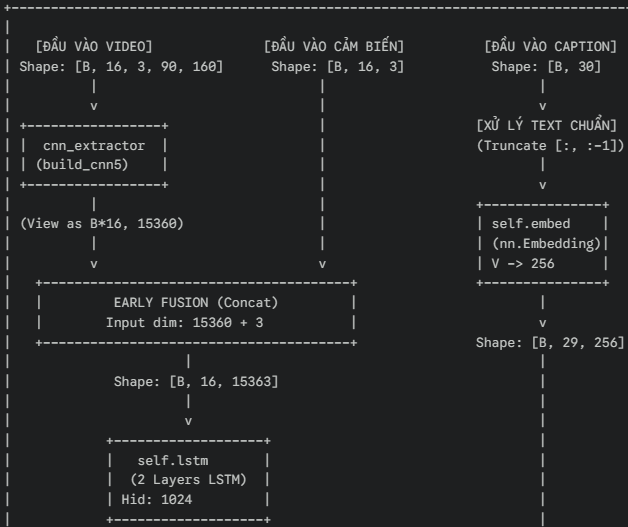 [ĐẦU VÀO VIDEO] [ĐẦU VÀO CẢM BIẾN] [ĐẦU VÀO CAPTION]
Shape: [B, 16, 3, 90, 160] Shape: [B, 16, 3] Shape: [B, 30]
v v
cnn_extractor [XỬ LÝ TEXT CHUẨN]
(build_cnn5) (Truncate [:, :-1])
v
(View as B*16, 15360) self.embed
(nn.Embedding)
v v V -> 256
EARLY FUSION (Concat)
Input dim: 15360 + 3 v
Shape: [B, 29, 256]
Shape: [B, 16, 15363]
v
self.lstm
(2 Layers LSTM)
Hid: 1024